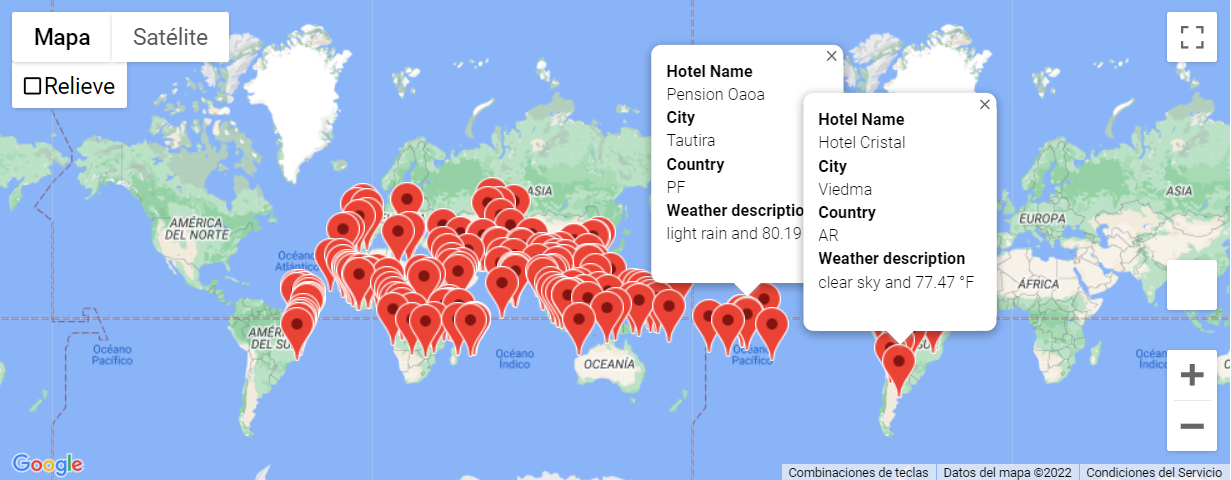 Mapa
Satélite
Relieve
Hotel Name
Pension Oaoa
City
Tautira
Country
PF
Weather descriptio
light rain and 80.19
Hotel Name
Hotel Cristal
City
Viedma
Country
AR
Weather description
clear sky and 77.47 °F
ASIA
ASIA
AMÉRICA
DEL NORTE
EUROPA
Océano
Atlántico
ÁFRICA
AMÉR
DEL SU
Océano
Pacífico
Océano
Índico
OCEANÍA
Océano
Pacífico
Océano
Índico
Google
Combinaciones de teclas
Datos del mapa ©2022
Condiciones del Servicio